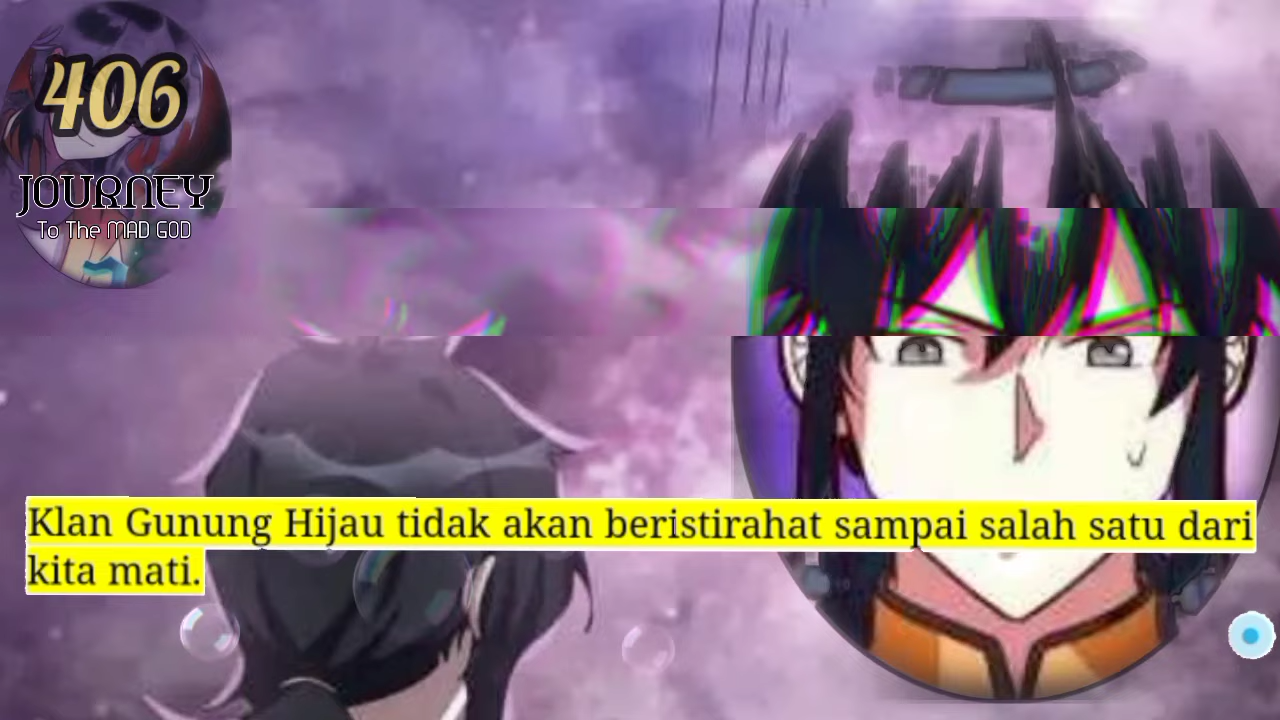 406
JOURNEY
To The MAD GOD
Klan Gunung Hijau tidak akan beristirahat sampai salah satu dari
kita mati.